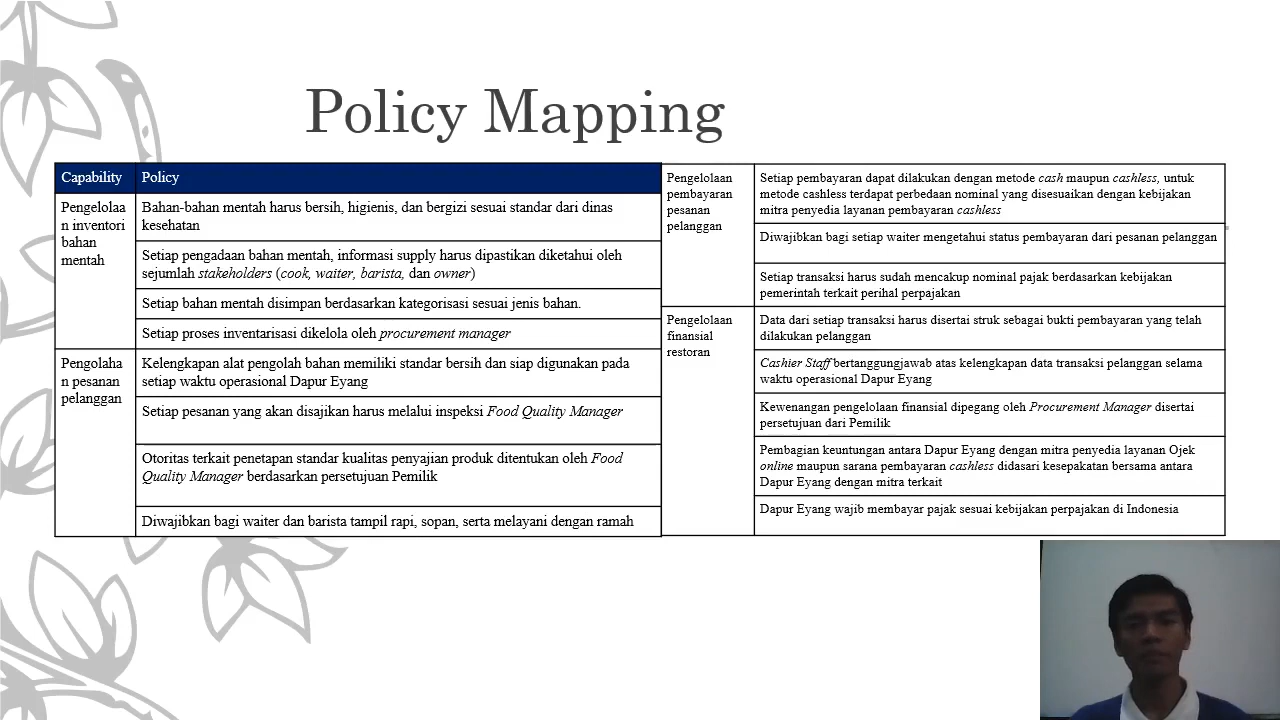 Policy Mapping
Capability
Policy
Pengelolaa
n inventori
bahan
mentah
Bahan-bahan mentah harus bersih, higienis, dan bergizi sesuai standar dari dinas
kesehatan
Setiap pengadaan bahan mentah, informasi supply harus dipastikan diketahui oleh
sejumlah stakeholders (cook, waiter, barista, dan owner)
Setiap bahan mentah disimpan berdasarkan kategorisasi sesuai jenis bahan.
Setiap proses inventarisasi dikelola oleh procurement manager
Pengolaha
n pesanan
pelanggan
Kelengkapan alat pengolah bahan memiliki standar bersih dan siap digunakan pada
setiap waktu operasional Dapur Eyang
Setiap pesanan yang akan disajikan harus melalui inspeksi Food Quality Manager
Otoritas terkait penetapan standar kualitas penyajian produk ditentukan oleh Food
Quality Manager berdasarkan persetujuan Pemilik
Diwajibkan bagi waiter dan barista tampil rapi, sopan, serta melayani dengan ramah
Pengelolaan
pembayaran
pesanan
pelanggan
Setiap pembayaran dapat dilakukan dengan metode cash maupun cashless, untuk
metode cashless terdapat perbedaan nominal yang disesuaikan dengan kebijakan
mitra penyedia layanan pembayaran cashless
Diwajibkan bagi setiap waiter mengetahui status pembayaran dari pesanan pelanggan
Setiap transaksi harus sudah mencakup nominal pajak berdasarkan kebijakan
pemerintah terkait perihal perpajakan
Pengelolaan
finansial
restoran
Data dari setiap transaksi harus disertai struk sebagai bukti pembayaran yang telah
dilakukan pelanggan
Cashier Staff bertanggungjawab atas kelengkapan data transaksi pelanggan selama
waktu operasional Dapur Eyang
Kewenangan pengelolaan finansial dipegang oleh Procurement Manager disertai
persetujuan dari Pemilik
Pembagian keuntungan antara Dapur Eyang dengan mitra penyedia layanan Ojek
online maupun sarana pembayaran cashless didasari kesepakatan bersama antara
Dapur Eyang dengan mitra terkait
Dapur Eyang wajib membayar pajak sesuai kebijakan perpajakan di Indonesia